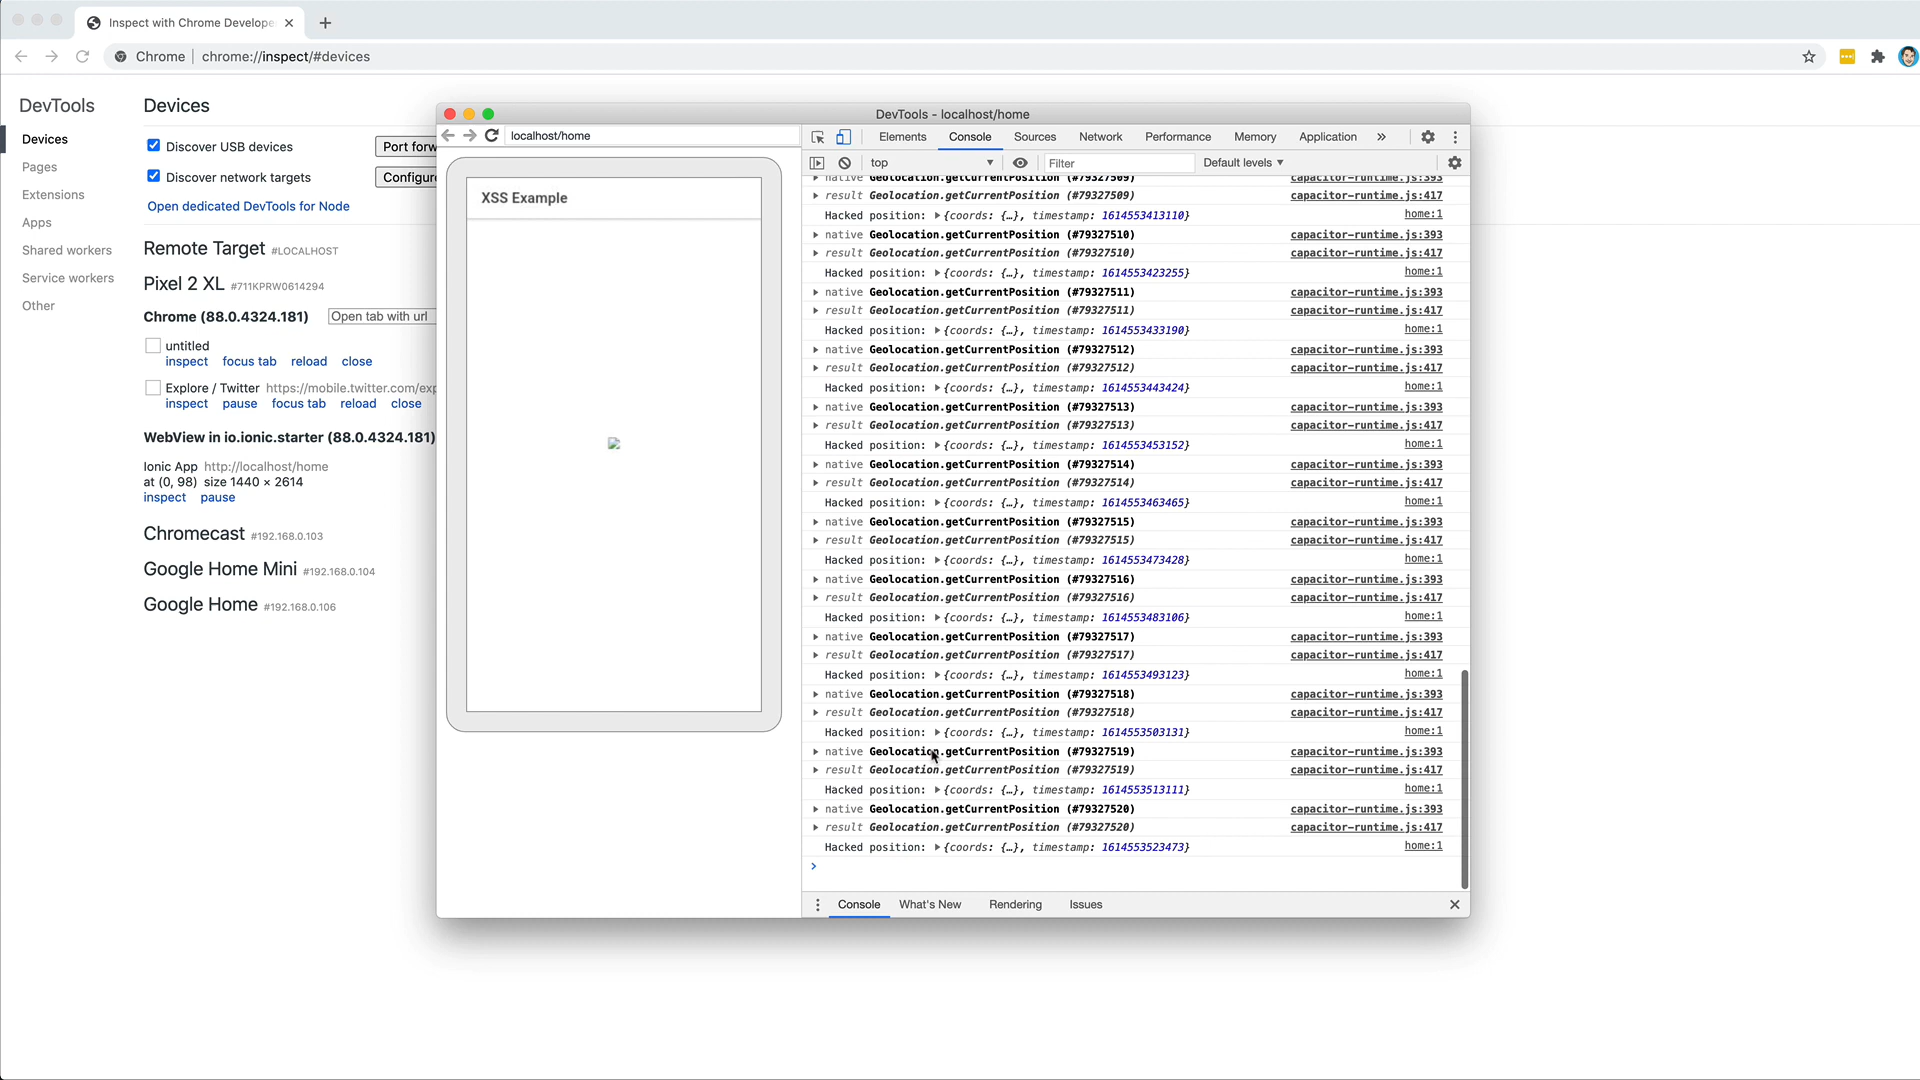 Inspect with Chrome Develope
Chrome | chrome://inspect/#devices
DevTools
Devices
Pages
Extensions
Apps
Shared workers
Service workers
Other
Devices
Discover USB devices
Port forw
Discover network targets
Configure
Open dedicated DevTools for Node
Remote Target #LOCALHOST
Pixel 2 XL #711KPRW0614294
Chrome (88.0.4324.181) Open tab with url
untitled
inspect focus tab reload close
Explore / Twitter https://mobile.twitter.com/exp
inspect pause focus tab reload close
WebView in io.ionic.starter (88.0.4324.181)
Ionic App http://localhost/home
at (0, 98) size 1440 × 2614
inspect pause
Chromecast #192.168.0.103
Google Home Mini #192.168.0.104
Google Home #192.168.0.106
DevTools - localhost/home
localhost/home
XSS Example
Elements Console Sources Network Performance Memory Application »
top Filter Default levels
native Geolocation.getCurrentPosition (#79327509) capacitor-runtime.js:393
result Geolocation.getCurrentPosition (#79327509) capacitor-runtime.js:417
Hacked position: {coords: {…}, timestamp: 1614553413110} home:1
native Geolocation.getCurrentPosition (#79327510) capacitor-runtime.js:393
result Geolocation.getCurrentPosition (#79327510) capacitor-runtime.js:417
Hacked position: {coords: {…}, timestamp: 1614553423255} home:1
native Geolocation.getCurrentPosition (#79327511) capacitor-runtime.js:393
result Geolocation.getCurrentPosition (#79327511) capacitor-runtime.js:417
Hacked position: {coords: {…}, timestamp: 1614553433190} home:1
native Geolocation.getCurrentPosition (#79327512) capacitor-runtime.js:393
result Geolocation.getCurrentPosition (#79327512) capacitor-runtime.js:417
Hacked position: {coords: {…}, timestamp: 1614553443424} home:1
native Geolocation.getCurrentPosition (#79327513) capacitor-runtime.js:393
result Geolocation.getCurrentPosition (#79327513) capacitor-runtime.js:417
Hacked position: {coords: {…}, timestamp: 1614553453152} home:1
native Geolocation.getCurrentPosition (#79327514) capacitor-runtime.js:393
result Geolocation.getCurrentPosition (#79327514) capacitor-runtime.js:417
Hacked position: {coords: {…}, timestamp: 1614553463465} home:1
native Geolocation.getCurrentPosition (#79327515) capacitor-runtime.js:393
result Geolocation.getCurrentPosition (#79327515) capacitor-runtime.js:417
Hacked position: {coords: {…}, timestamp: 1614553473428} home:1
native Geolocation.getCurrentPosition (#79327516) capacitor-runtime.js:393
result Geolocation.getCurrentPosition (#79327516) capacitor-runtime.js:417
Hacked position: {coords: {…}, timestamp: 1614553483106} home:1
native Geolocation.getCurrentPosition (#79327517) capacitor-runtime.js:393
result Geolocation.getCurrentPosition (#79327517) capacitor-runtime.js:417
Hacked position: {coords: {…}, timestamp: 1614553493123} home:1
native Geolocation.getCurrentPosition (#79327518) capacitor-runtime.js:393
result Geolocation.getCurrentPosition (#79327518) capacitor-runtime.js:417
Hacked position: {coords: {…}, timestamp: 1614553503131} home:1
native Geolocation.getCurrentPosition (#79327519) capacitor-runtime.js:393
result Geolocation.getCurrentPosition (#79327519) capacitor-runtime.js:417
Hacked position: {coords: {…}, timestamp: 1614553513111} home:1
native Geolocation.getCurrentPosition (#79327520) capacitor-runtime.js:393
result Geolocation.getCurrentPosition (#79327520) capacitor-runtime.js:417
Hacked position: {coords: {…}, timestamp: 1614553523473} home:1
Console What's New Rendering Issues